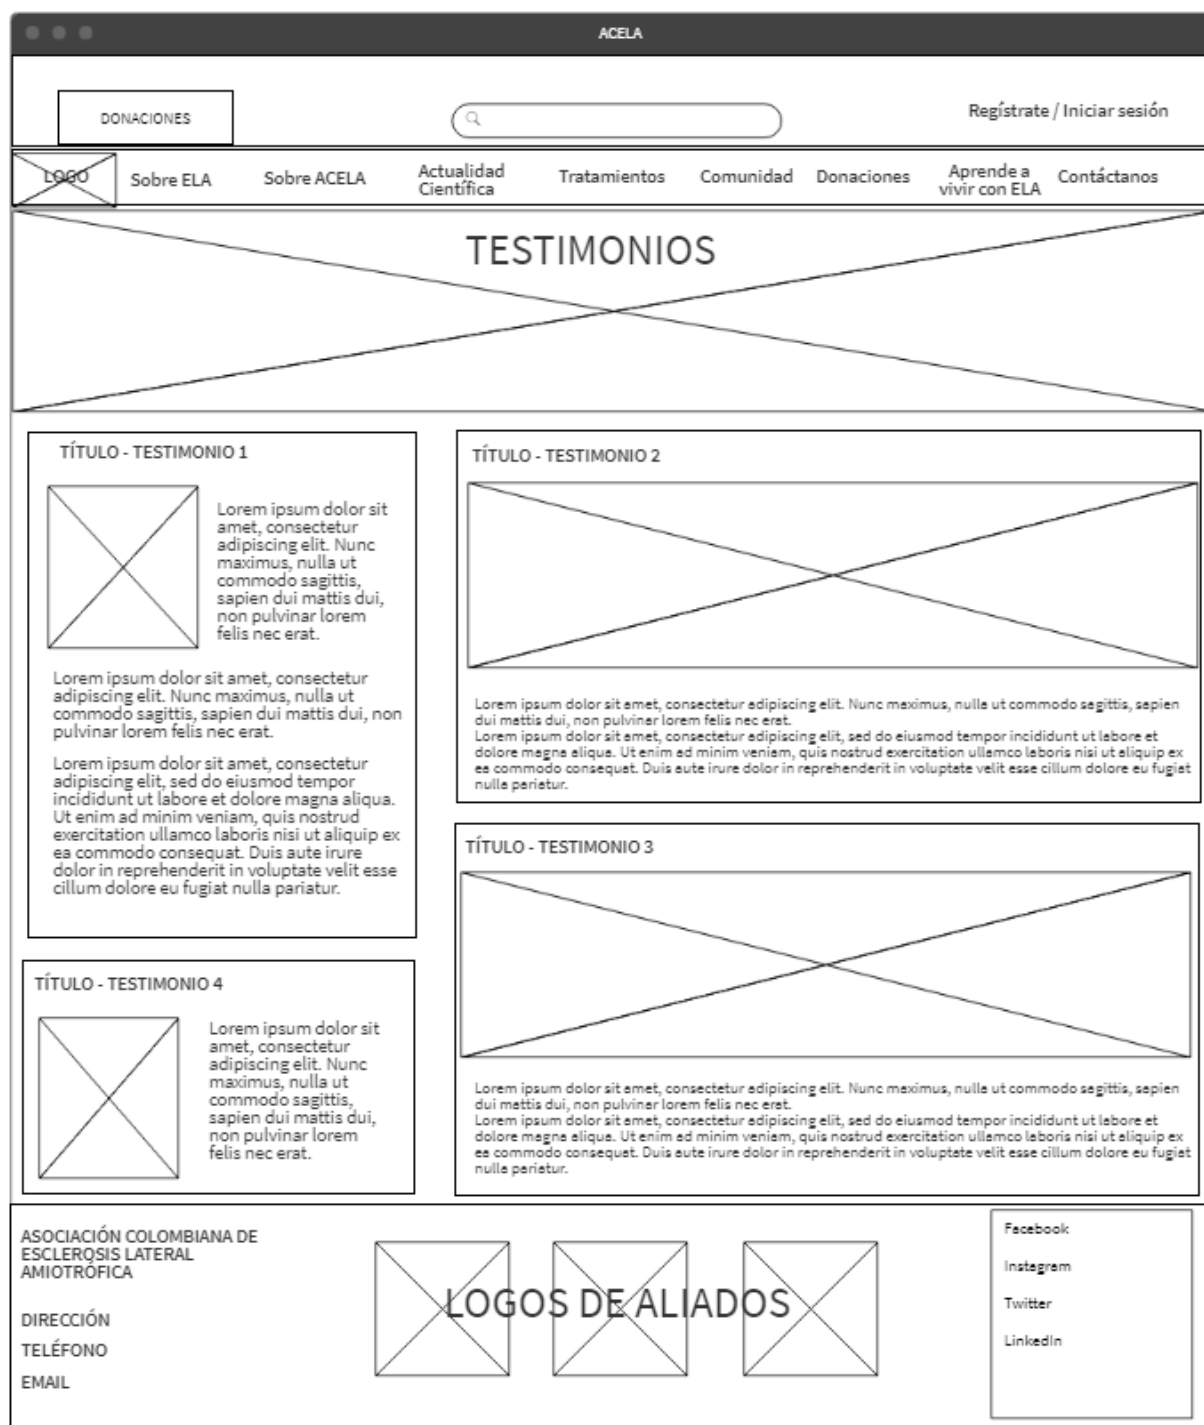 ACELA
DONACIONES
Regístrate / Iniciar sesión
LOGO
Sobre ELA
Sobre ACELA
Actualidad
Científica
Tratamientos
Comunidad
Donaciones
Aprende a
vivir con ELA
Contáctanos
TESTIMONIOS
TÍTULO - TESTIMONIO 1
Lorem ipsum dolor sit
amet, consectetur
adipiscing elit. Nunc
maximus, nulla ut
commodo sagittis,
sapien dui mattis dui,
non pulvinar lorem
felis nec erat.
Lorem ipsum dolor sit amet, consectetur
adipiscing elit. Nunc maximus, nulla ut
commodo sagittis, sapien dui mattis dui, non
pulvinar lorem felis nec erat.
Lorem ipsum dolor sit amet, consectetur
adipiscing elit, sed do eiusmod tempor
incididunt ut labore et dolore magna aliqua.
Ut enim ad minim veniam, quis nostrud
exercitation ullamco laboris nisi ut aliquip ex
ea commodo consequat. Duis aute irure
dolor in reprehenderit in voluptate velit esse
cillum dolore eu fugiat nulla pariatur.
TÍTULO - TESTIMONIO 2
Lorem ipsum dolor sit amet, consectetur adipiscing elit. Nunc maximus, nulla ut commodo sagittis, sapien
dui mattis dui, non pulvinar lorem felis nec erat.
Lorem ipsum dolor sit amet, consectetur adipiscing elit, sed do eiusmod tempor incididunt ut labore et
dolore magna aliqua. Ut enim ad minim veniam, quis nostrud exercitation ullamco laboris nisi ut aliquip ex
ea commodo consequat. Duis aute irure dolor in reprehenderit in voluptate velit esse cillum dolore eu fugiat
nulla pariatur.
TÍTULO - TESTIMONIO 3
Lorem ipsum dolor sit amet, consectetur adipiscing elit. Nunc maximus, nulla ut commodo sagittis, sapien
dui mattis dui, non pulvinar lorem felis nec erat.
Lorem ipsum dolor sit amet, consectetur adipiscing elit, sed do eiusmod tempor incididunt ut labore et
dolore magna aliqua. Ut enim ad minim veniam, quis nostrud exercitation ullamco laboris nisi ut aliquip ex
ea commodo consequat. Duis aute irure dolor in reprehenderit in voluptate velit esse cillum dolore eu fugiat
nulla pariatur.
TÍTULO - TESTIMONIO 4
Lorem ipsum dolor sit
amet, consectetur
adipiscing elit. Nunc
maximus, nulla ut
commodo sagittis,
sapien dui mattis dui,
non pulvinar lorem
felis nec erat.
ASOCIACIÓN COLOMBIANA DE
ESCLEROSIS LATERAL
AMIOTRÓFICA
DIRECCIÓN
TELÉFONO
EMAIL
LOGOS DE ALIADOS
Facebook
Instagram
Twitter
LinkedIn